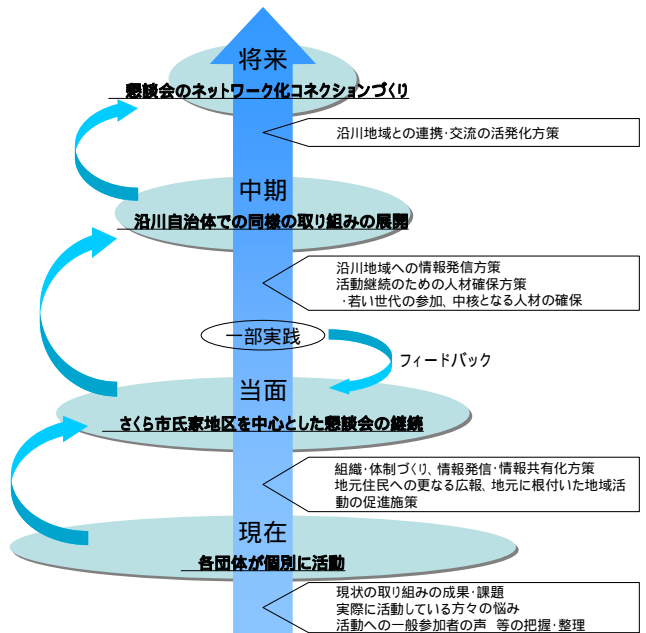 将来
懇談会のネットワーク化コネクションづくり
沿川地域との連携・交流の活発化方策
中期
沿川自治体での同様の取り組みの展開
沿川地域への情報発信方策
活動継続のための人材確保方策
・若い世代の参加、中核となる人材の確保
一部実践
フィードバック
当面
さくら市氏家地区を中心とした懇談会の継続
組織・体制づくり、情報発信・情報共有化方策
地元住民への更なる広報、地元に根付いた地域活
動の促進施策
現在
各団体が個別に活動
現状の取り組みの成果・課題
実際に活動している方々の悩み
活動への一般参加者の声 等の把握・整理